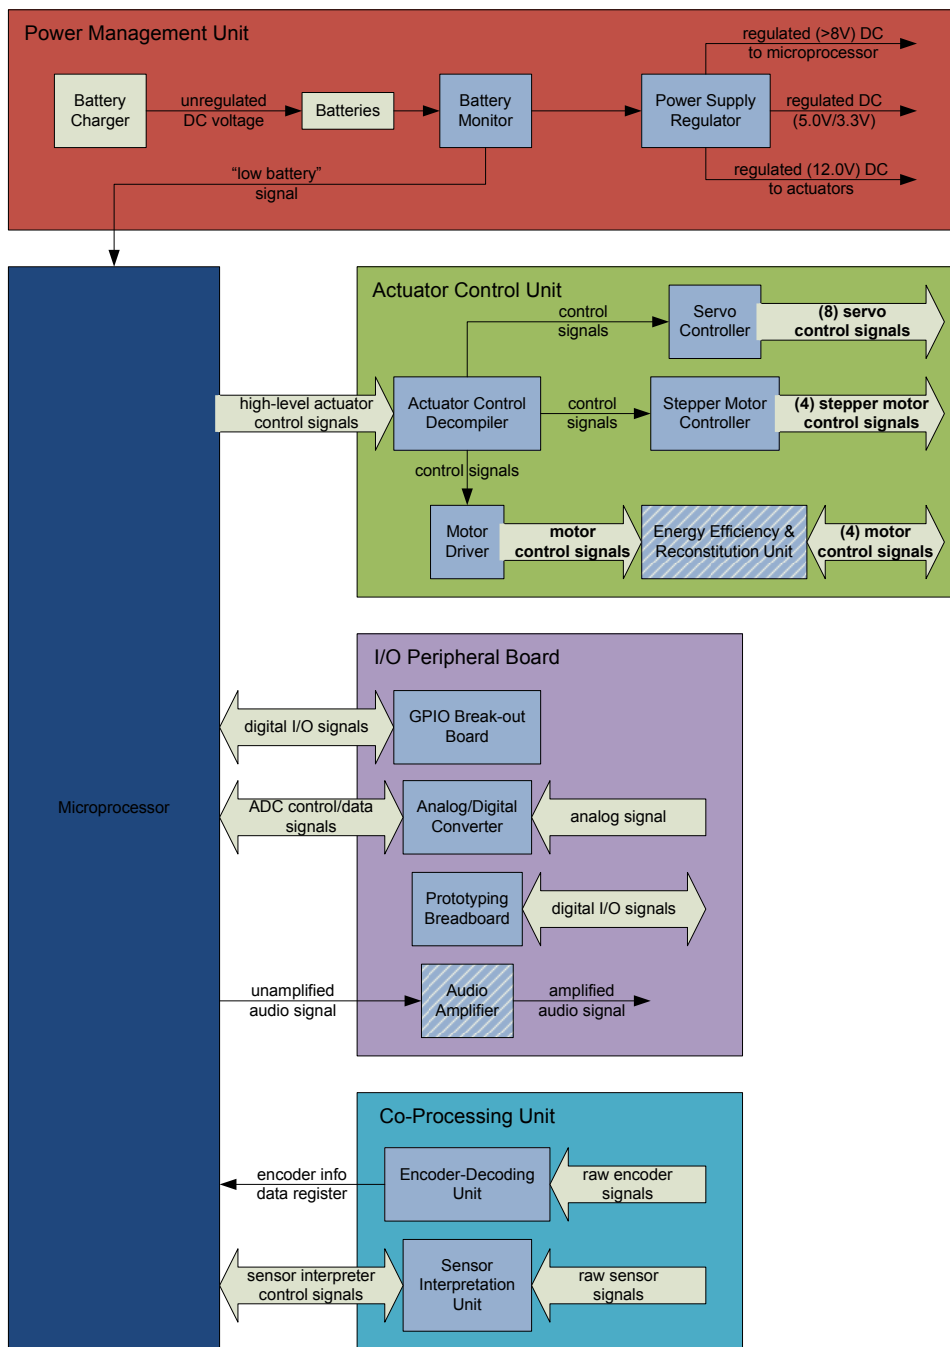 Power Management Unit
regulated (>8V) DC
to microprocessor
Battery
Charger
unregulated
DC voltage
Batteries
Battery
Monitor
Power Supply
Regulator
regulated DC
(5.0V/3.3V)
“low battery”
signal
regulated (12.0V) DC
to actuators
Actuator Control Unit
control
signals
Servo
Controller
(8) servo
control signals
high-level actuator
control signals
Actuator Control
Decompiler
control
signals
Stepper Motor
Controller
(4) stepper motor
control signals
control signals
Motor
Driver
motor
control signals
Energy Efficiency &
Reconstitution Unit
(4) motor
control signals
I/O Peripheral Board
digital I/O signals
GPIO Break-out
Board
Microprocessor
ADC control/data
signals
Analog/Digital
Converter
analog signal
Prototyping
Breadboard
digital I/O signals
unamplified
audio signal
Audio
Amplifier
amplified
audio signal
Co-Processing Unit
encoder info
data register
Encoder-Decoding
Unit
raw encoder
signals
sensor interpreter
control signals
Sensor
Interpretation
Unit
raw sensor
signals